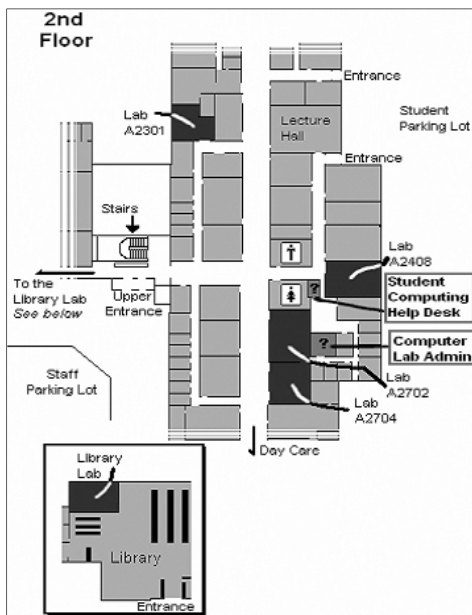 2nd
Floor
Entrance
Lab
A2301
Lecture
Hall
Student
Parking Lot
Entrance
Stairs
Lab
A2408
To the
Library Lab
See below
Upper
Entrance
?
Student
Computing
Help Desk
?
Computer
Lab Admin
Staff
Parking Lot
Lab
A2702
Lab
A2704
Day Care
Library
Lab
Library
Entrance